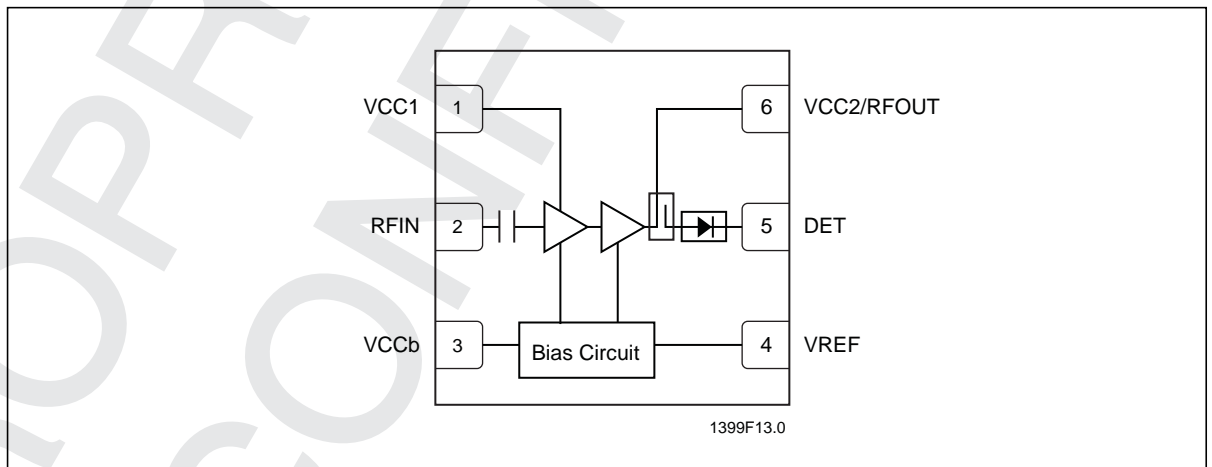 VCC1 1 6 VCC2/RFOUT
RFIN 2 5 DET
VCCb 3 Bias Circuit 4 VREF
1399F13.0